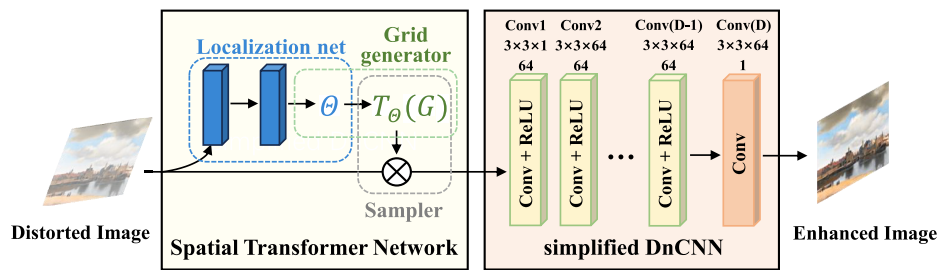 Localization net
Grid
generator
Θ
T_Θ(G)
Sampler
Distorted Image
Spatial Transformer Network
Conv1
3×3×1
64
Conv2
3×3×64
64
Conv(D-1)
3×3×64
64
Conv(D)
3×3×64
1
Conv + ReLU
Conv + ReLU
...
Conv + ReLU
Conv
simplified DnCNN
Enhanced Image